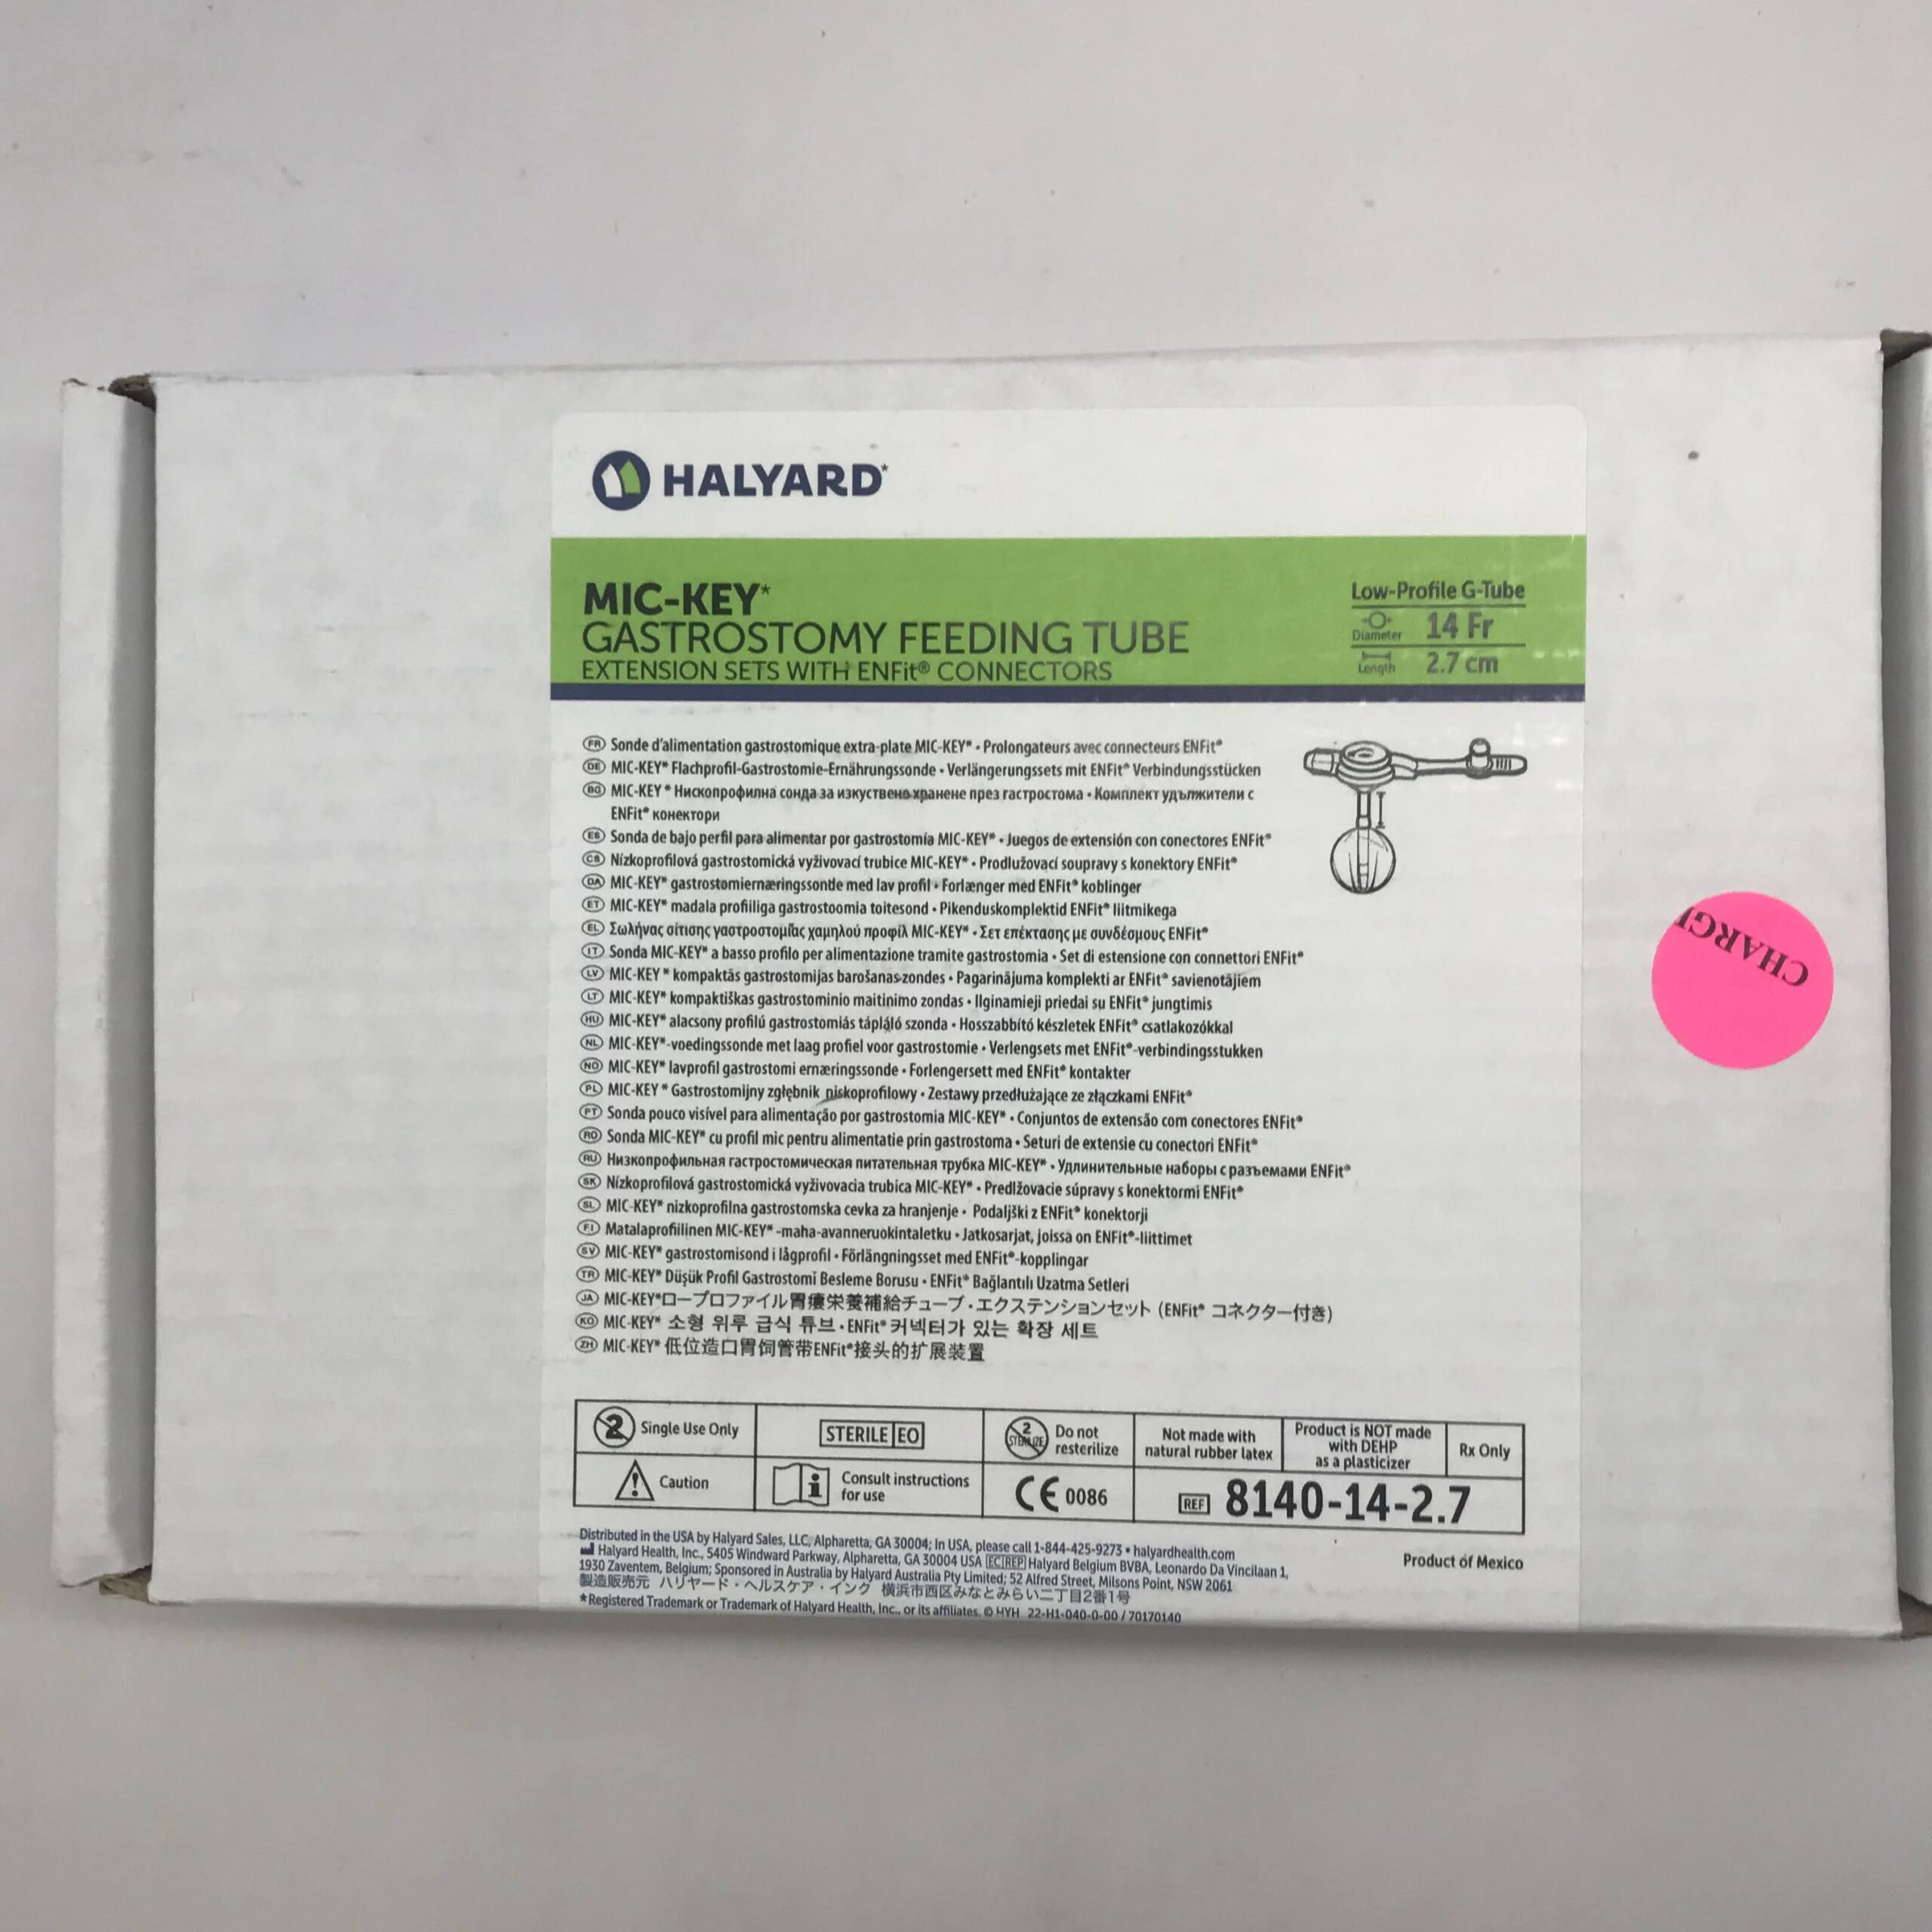 HALYARD*
MIC-KEY*
GASTROSTOMY FEEDING TUBE
EXTENSION SETS WITH ENFit® CONNECTORS
Low-Profile G-Tube
Diameter 14 Fr
Length 2.7 cm
FR Sonde d'alimentation gastrostomique extra-plate MIC-KEY* • Prolongateurs avec connecteurs ENFit®
DE MIC-KEY* Flachprofil-Gastrostomie-Ernährungssonde • Verlängerungssets mit ENFit® Verbindungsstücken
BG MIC-KEY * Нископрофилна сонда за изкуствено хранене през гастростома • Комплект удължители с
ENFit® конектори
ES Sonda de bajo perfil para alimentar por gastrostomía MIC-KEY* • Juegos de extensión con conectores ENFit®
CS Nízkoprofilová gastrostomická vyživovací trubice MIC-KEY* • Prodlužovací soupravy s konektory ENFit®
DA MIC-KEY* gastrostomiernæringssonde med lav profil • Forlænger med ENFit® koblinger
ET MIC-KEY* madala profiiliga gastrostoomia toitesond • Pikenduskomplektid ENFit® liitmikega
EL Σωλήνας σίτισης γαστροστομίας χαμηλού προφίλ MIC-KEY* • Σετ επέκτασης με συνδέσμους ENFit®
IT Sonda MIC-KEY* a basso profilo per alimentazione tramite gastrostomia • Set di estensione con connettori ENFit®
LV MIC-KEY * kompaktās gastrostomijas barošanas zondes • Pagarinājuma komplekti ar ENFit® savienotājiem
LT MIC-KEY* kompaktiškas gastrostominio maitinimo zondas • Ilginamieji priedai su ENFit® jungtimis
HU MIC-KEY* alacsony profilú gastrostomiás tápláló szonda • Hosszabbító készletek ENFit® csatlakozókkal
NL MIC-KEY*-voedingssonde met laag profiel voor gastrostomie • Verlengsets met ENFit®-verbindingsstukken
NO MIC-KEY* lavprofil gastrostomi ernæringssonde • Forlengersett med ENFit® kontakter
PL MIC-KEY * Gastrostomijny zgłębnik niskoprofilowy • Zestawy przedłużające ze złączkami ENFit®
PT Sonda pouco visível para alimentação por gastrostomia MIC-KEY* • Conjuntos de extensão com conectores ENFit®
RO Sonda MIC-KEY* cu profil mic pentru alimentatie prin gastrostoma • Seturi de extensie cu conectori ENFit®
RU Низкопрофильная гастростомическая питательная трубка MIC-KEY* • Удлинительные наборы с разъемами ENFit®
SK Nízkoprofilová gastrostomická vyživovacia trubica MIC-KEY* • Predlžovacie súpravy s konektormi ENFit®
SL MIC-KEY* nizkoprofilna gastrostomska cevka za hranjenje • Podaljški z ENFit® konektorji
FI Matalaprofiilinen MIC-KEY* -maha-avanneruokintaletku • Jatkosarjat, joissa on ENFit®-liittimet
SV MIC-KEY* gastrostomisond i lågprofil • Förlängningsset med ENFit®-kopplingar
TR MIC-KEY* Düşük Profil Gastrostomi Besleme Borusu • ENFit® Bağlantılı Uzatma Setleri
JA MIC-KEY*ロープロファイル胃瘻栄養補給チューブ・エクステンションセット (ENFit® コネクター付き)
KO MIC-KEY* 소형 위루 급식 튜브 • ENFit® 커넥터가 있는 확장 세트
ZH MIC-KEY* 低位造口胃饲管带ENFit®接头的扩展装置
2 Single Use Only
STERILE EO
2 STERILIZE Do not
resterilize
Not made with
natural rubber latex
Product is NOT made
with DEHP
as a plasticizer
Rx Only
Caution
i Consult instructions
for use
CE 0086
REF 8140-14-2.7
Distributed in the USA by Halyard Sales, LLC, Alpharetta, GA 30004; In USA, please call 1-844-425-9273 • halyardhealth.com
Halyard Health, Inc., 5405 Windward Parkway, Alpharetta, GA 30004 USA EC REP Halyard Belgium BVBA, Leonardo Da Vincilaan 1,
1930 Zaventem, Belgium; Sponsored in Australia by Halyard Australia Pty Limited; 52 Alfred Street, Milsons Point, NSW 2061
製造販売元 ハリヤード・ヘルスケア・インク 横浜市西区みなとみらい二丁目2番1号
*Registered Trademark or Trademark of Halyard Health, Inc., or its affiliates. © HYH 22-H1-040-0-00 / 70170140
Product of Mexico